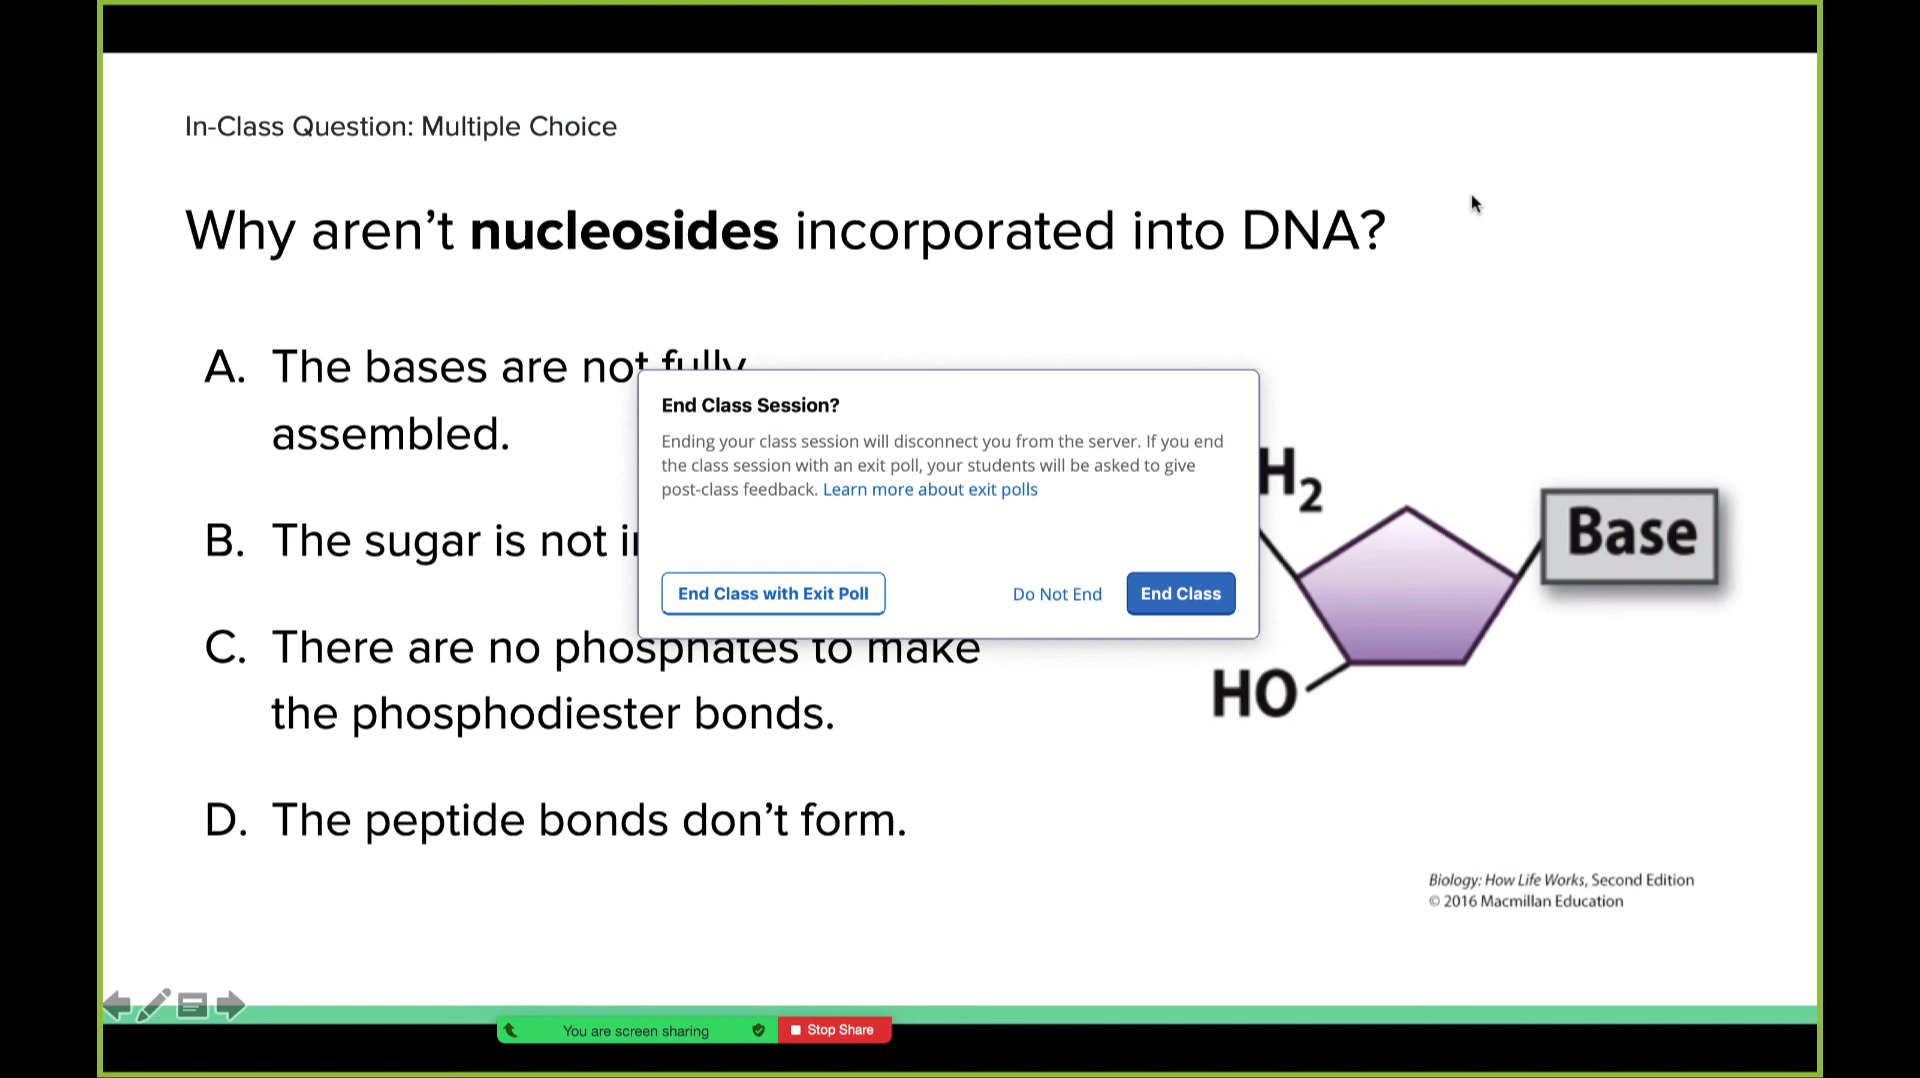 In-Class Question: Multiple Choice
Why aren't nucleosides incorporated into DNA?
A. The bases are not fully
assembled.
B. The sugar is not
C. There are no phosphates to make
the phosphodiester bonds.
D. The peptide bonds don't form.
End Class Session?
Ending your class session will disconnect you from the server. If you end
the class session with an exit poll, your students will be asked to give
post-class feedback. Learn more about exit polls
End Class with Exit Poll
Do Not End
End Class
H2
Base
HO
Biology: How Life Works, Second Edition
© 2016 Macmillan Education
You are screen sharing
Stop Share